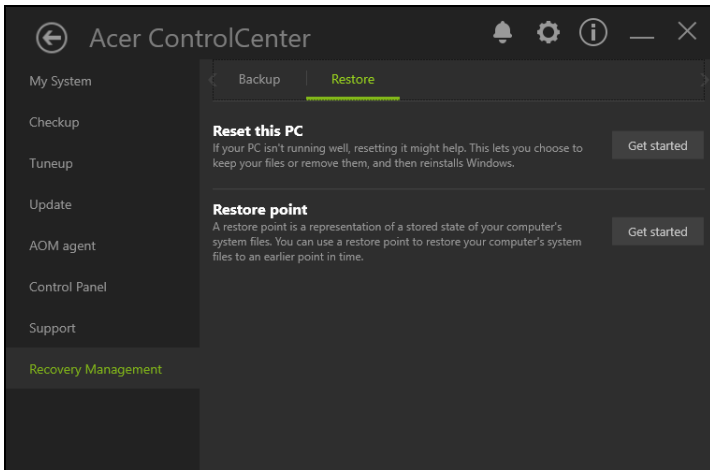 Acer ControlCenter
My System
Checkup
Tuneup
Update
AOM agent
Control Panel
Support
Recovery Management
Backup
Restore
Reset this PC
If your PC isn't running well, resetting it might help. This lets you choose to
keep your files or remove them, and then reinstalls Windows.
Get started
Restore point
A restore point is a representation of a stored state of your computer's
system files. You can use a restore point to restore your computer's system
files to an earlier point in time.
Get started